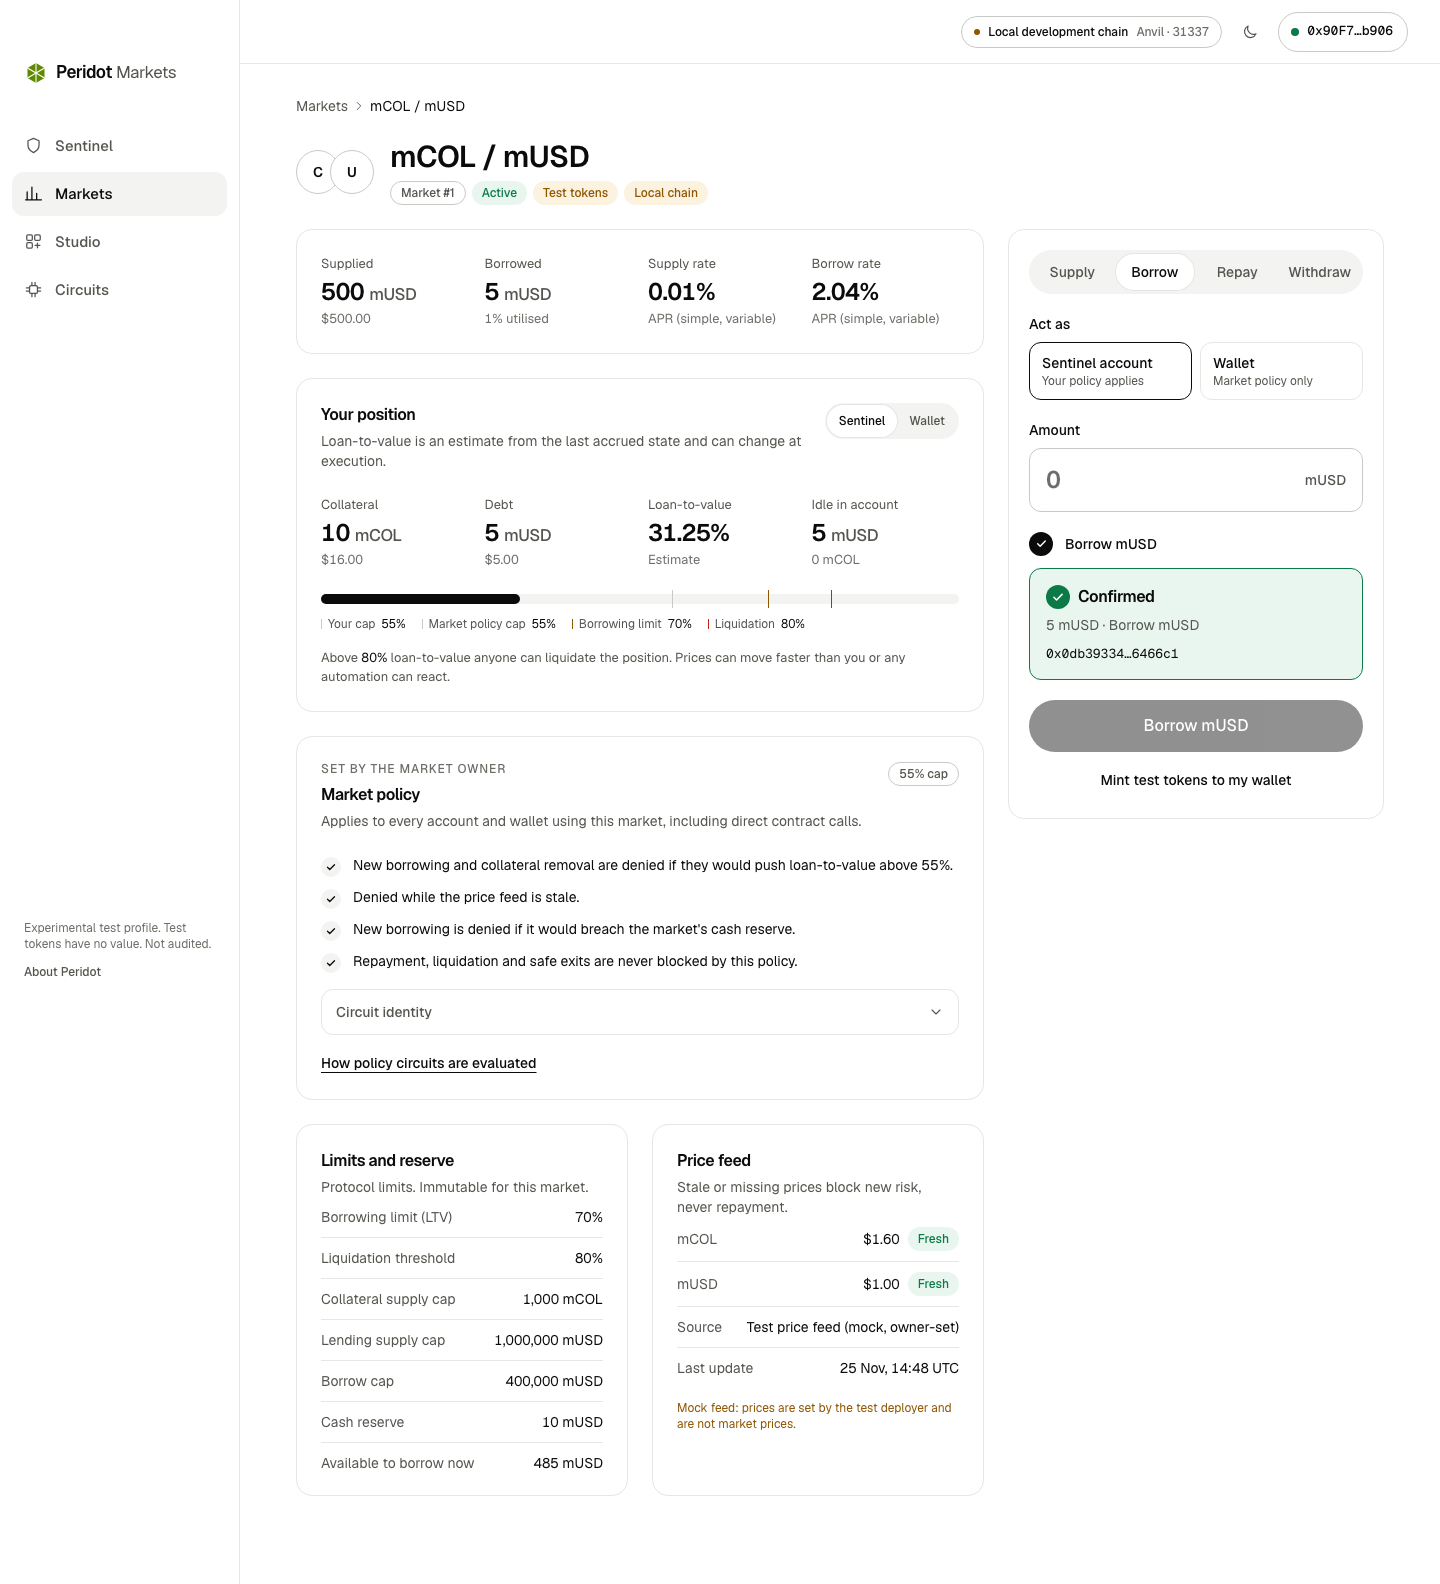 Local development chain Anvil · 31337
0x90F7…b906
Peridot Markets
Sentinel
Markets
Studio
Circuits
Experimental test profile. Test
tokens have no value. Not audited.
About Peridot
Markets > mCOL / mUSD
C U
mCOL / mUSD
Market #1 Active Test tokens Local chain
Supplied
500 mUSD
$500.00
Borrowed
5 mUSD
1% utilised
Supply rate
0.01%
APR (simple, variable)
Borrow rate
2.04%
APR (simple, variable)
Your position
Sentinel Wallet
Loan-to-value is an estimate from the last accrued state and can change at
execution.
Collateral
10 mCOL
$16.00
Debt
5 mUSD
$5.00
Loan-to-value
31.25%
Estimate
Idle in account
5 mUSD
0 mCOL
Your cap 55% Market policy cap 55% Borrowing limit 70% Liquidation 80%
Above 80% loan-to-value anyone can liquidate the position. Prices can move faster than you or any
automation can react.
SET BY THE MARKET OWNER
55% cap
Market policy
Applies to every account and wallet using this market, including direct contract calls.
New borrowing and collateral removal are denied if they would push loan-to-value above 55%.
Denied while the price feed is stale.
New borrowing is denied if it would breach the market's cash reserve.
Repayment, liquidation and safe exits are never blocked by this policy.
Circuit identity
How policy circuits are evaluated
Limits and reserve
Protocol limits. Immutable for this market.
Borrowing limit (LTV) 70%
Liquidation threshold 80%
Collateral supply cap 1,000 mCOL
Lending supply cap 1,000,000 mUSD
Borrow cap 400,000 mUSD
Cash reserve 10 mUSD
Available to borrow now 485 mUSD
Price feed
Stale or missing prices block new risk,
never repayment.
mCOL $1.60 Fresh
mUSD $1.00 Fresh
Source Test price feed (mock, owner-set)
Last update 25 Nov, 14:48 UTC
Mock feed: prices are set by the test deployer and
are not market prices.
Supply Borrow Repay Withdraw
Act as
Sentinel account
Your policy applies
Wallet
Market policy only
Amount
0 mUSD
Borrow mUSD
Confirmed
5 mUSD · Borrow mUSD
0x0db39334…6466c1
Borrow mUSD
Mint test tokens to my wallet